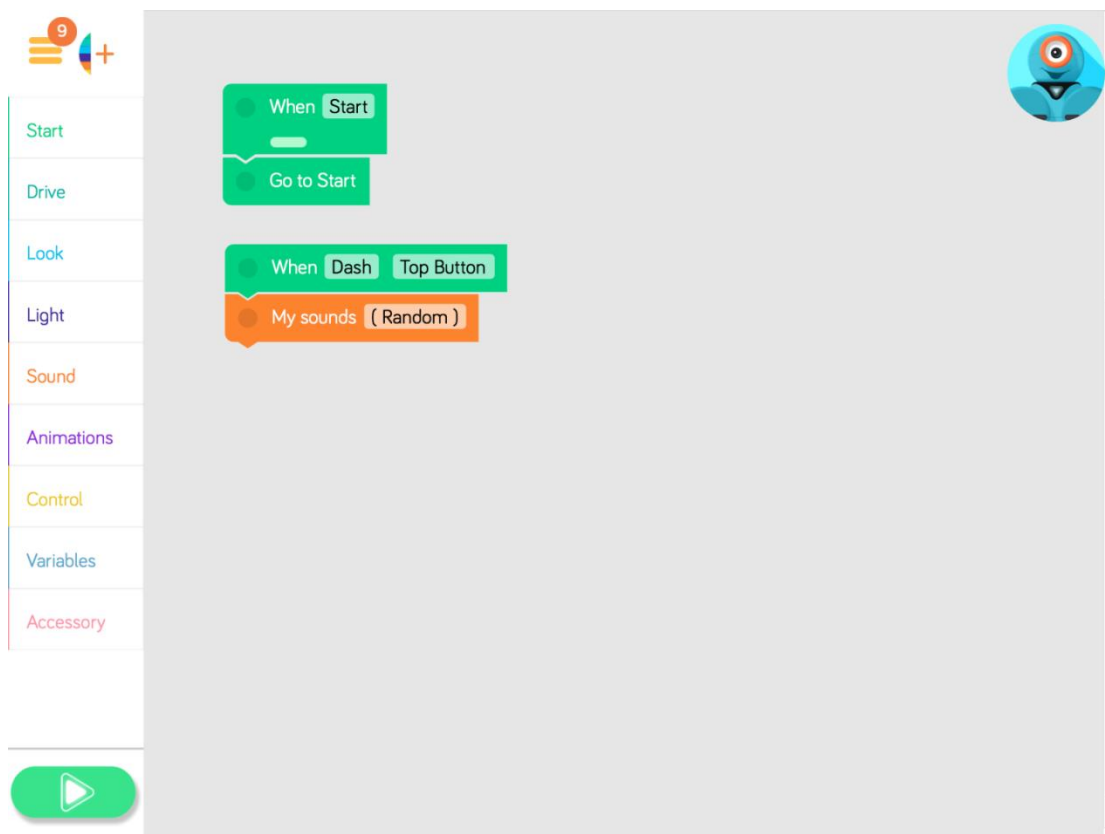 9
+
Start
Drive
Look
Light
Sound
Animations
Control
Variables
Accessory
When Start
Go to Start
When Dash Top Button
My sounds ( Random )